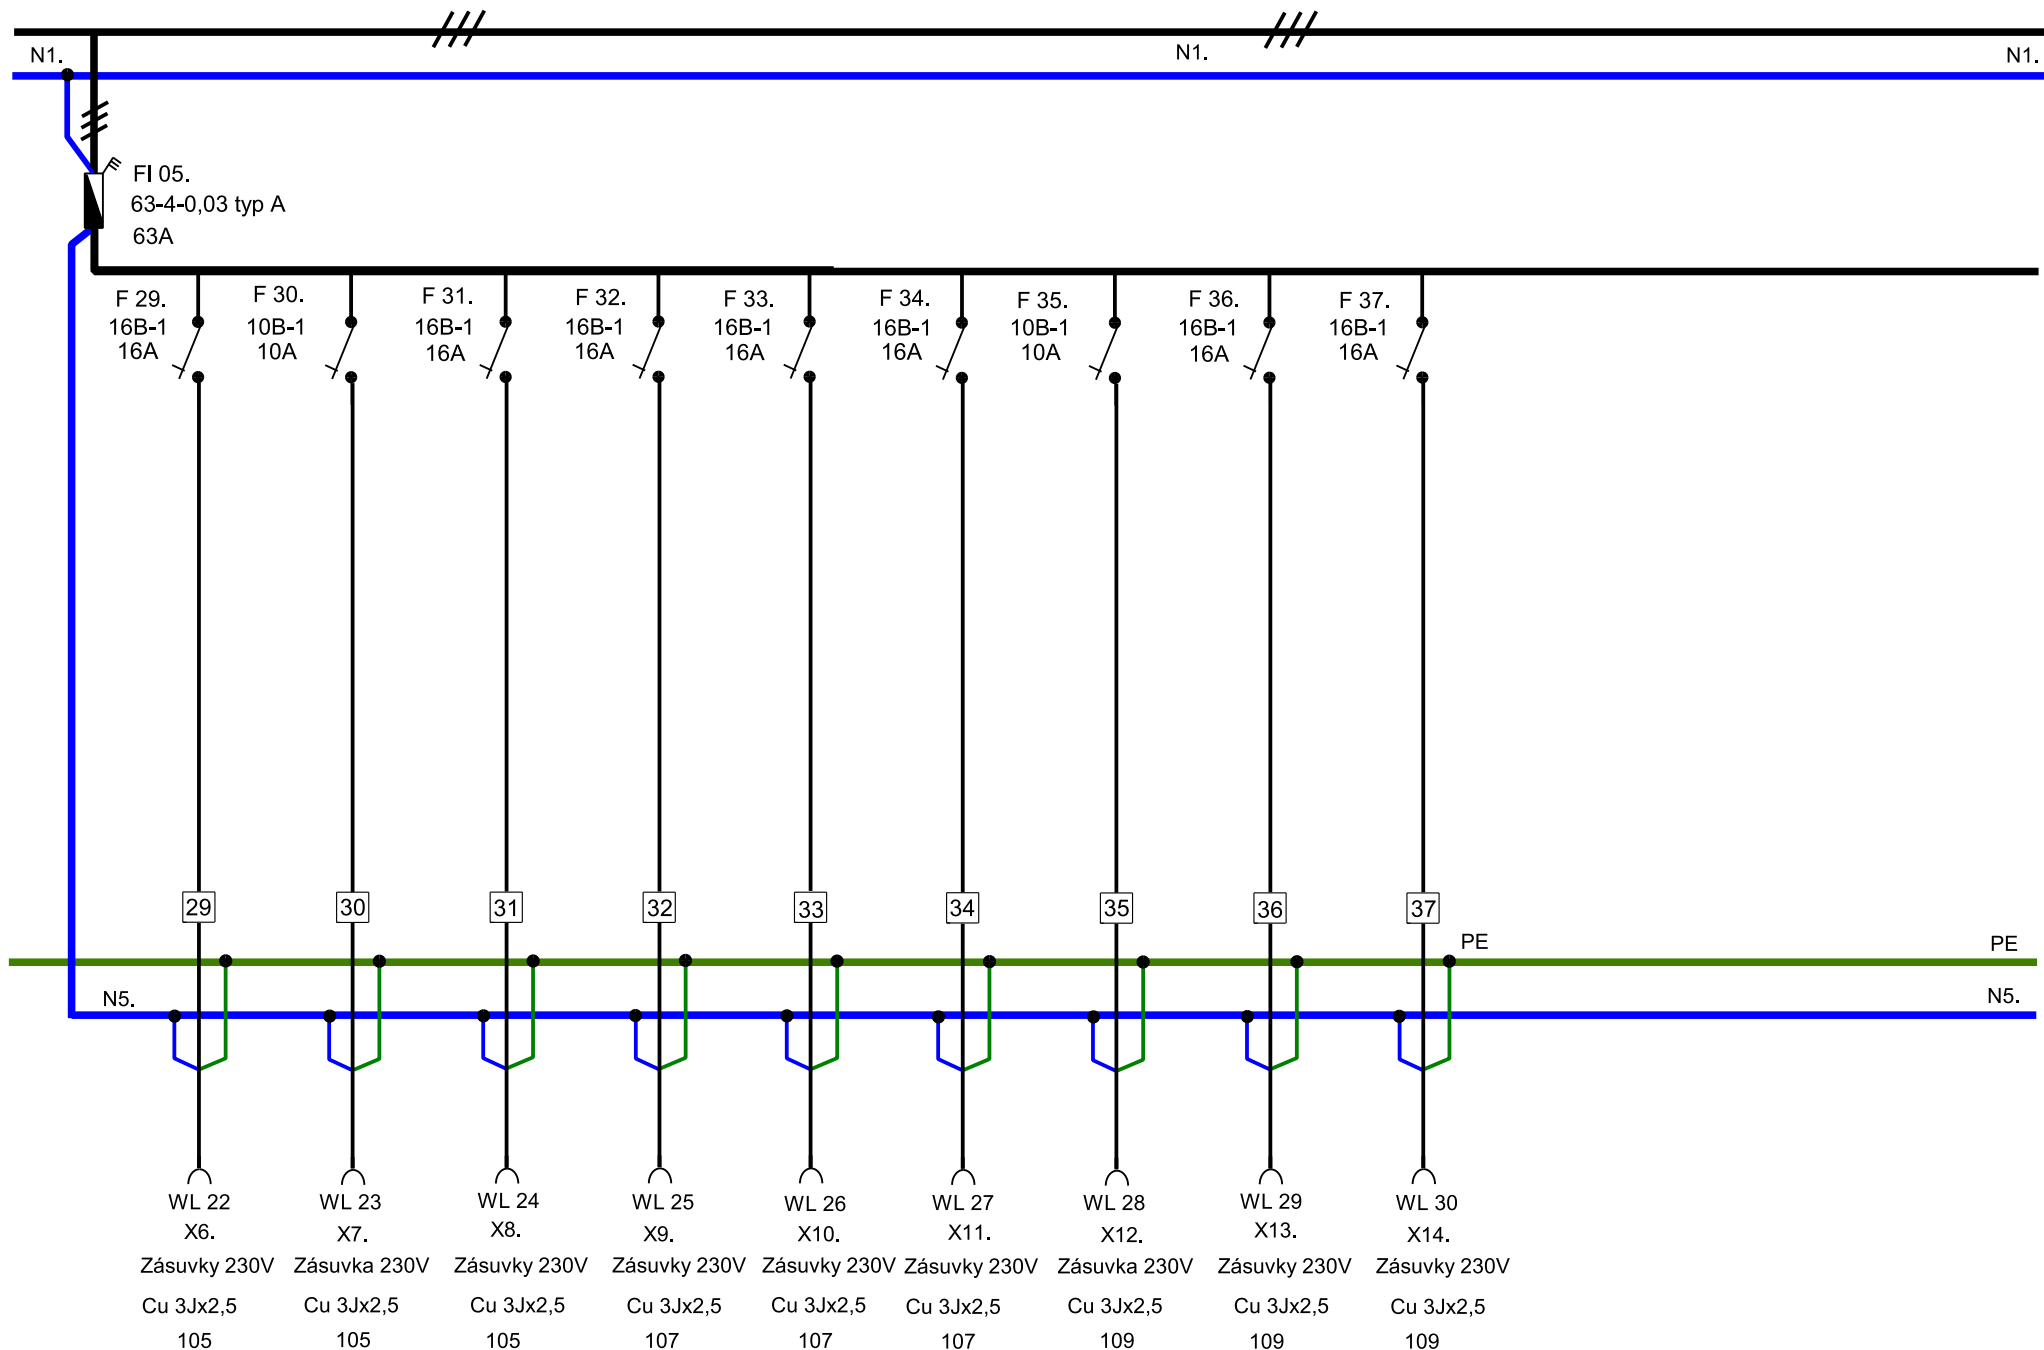 N1.
N1.
N1.
FI 05.
63-4-0,03 typ A
63A
F 29.
16B-1
16A
F 30.
10B-1
10A
F 31.
16B-1
16A
F 32.
16B-1
16A
F 33.
16B-1
16A
F 34.
16B-1
16A
F 35.
10B-1
10A
F 36.
16B-1
16A
F 37.
16B-1
16A
29
30
31
32
33
34
35
36
37
PE
PE
N5.
N5.
WL 22
X6.
Zásuvky 230V
Cu 3Jx2,5
105
WL 23
X7.
Zásuvka 230V
Cu 3Jx2,5
105
WL 24
X8.
Zásuvky 230V
Cu 3Jx2,5
105
WL 25
X9.
Zásuvky 230V
Cu 3Jx2,5
107
WL 26
X10.
Zásuvky 230V
Cu 3Jx2,5
107
WL 27
X11.
Zásuvky 230V
Cu 3Jx2,5
107
WL 28
X12.
Zásuvka 230V
Cu 3Jx2,5
109
WL 29
X13.
Zásuvky 230V
Cu 3Jx2,5
109
WL 30
X14.
Zásuvky 230V
Cu 3Jx2,5
109